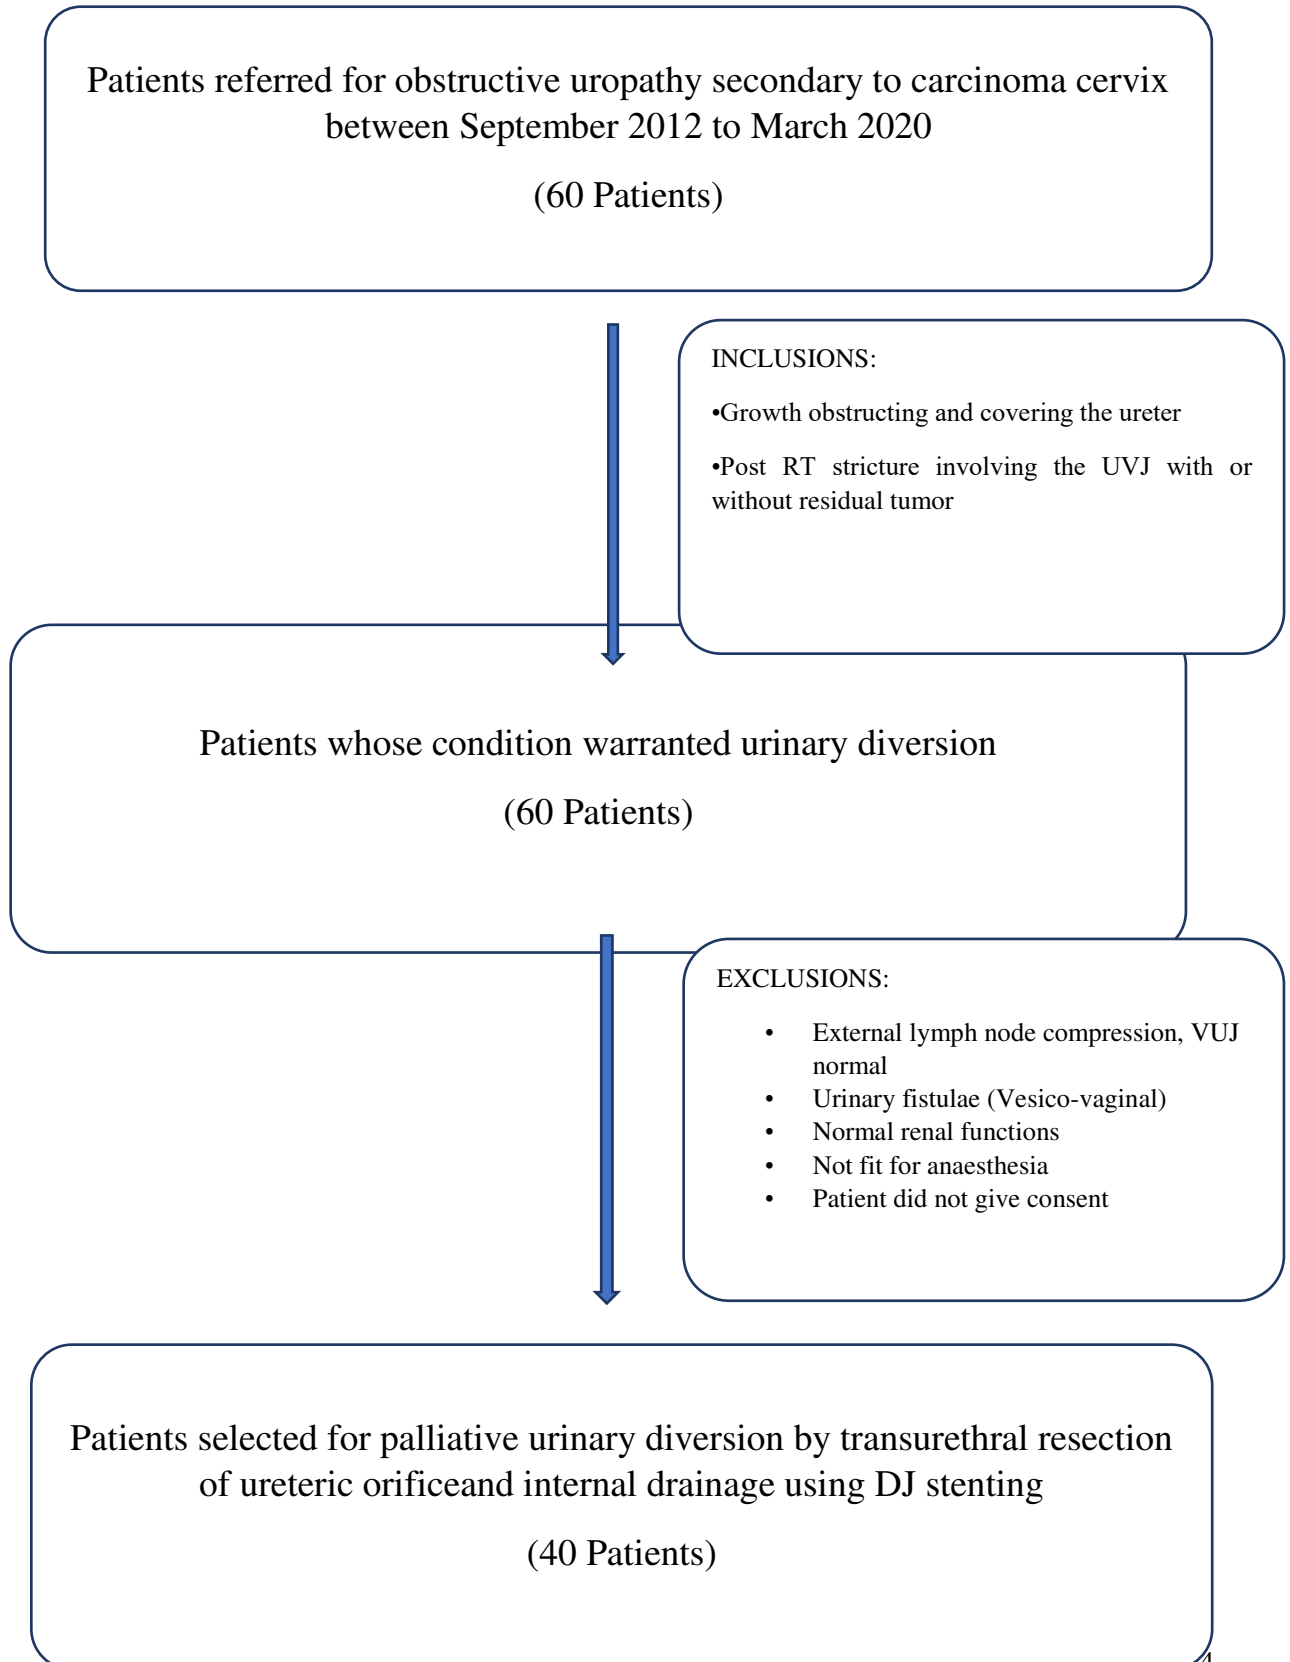 Patients referred for obstructive uropathy secondary to carcinoma cervix
between September 2012 to March 2020
(60 Patients)
INCLUSIONS:
•Growth obstructing and covering the ureter
•Post RT stricture involving the UVJ with or
without residual tumor
Patients whose condition warranted urinary diversion
(60 Patients)
EXCLUSIONS:
• External lymph node compression, VUJ
normal
• Urinary fistulae (Vesico-vaginal)
• Normal renal functions
• Not fit for anaesthesia
• Patient did not give consent
Patients selected for palliative urinary diversion by transurethral resection
of ureteric orificeand internal drainage using DJ stenting
(40 Patients)